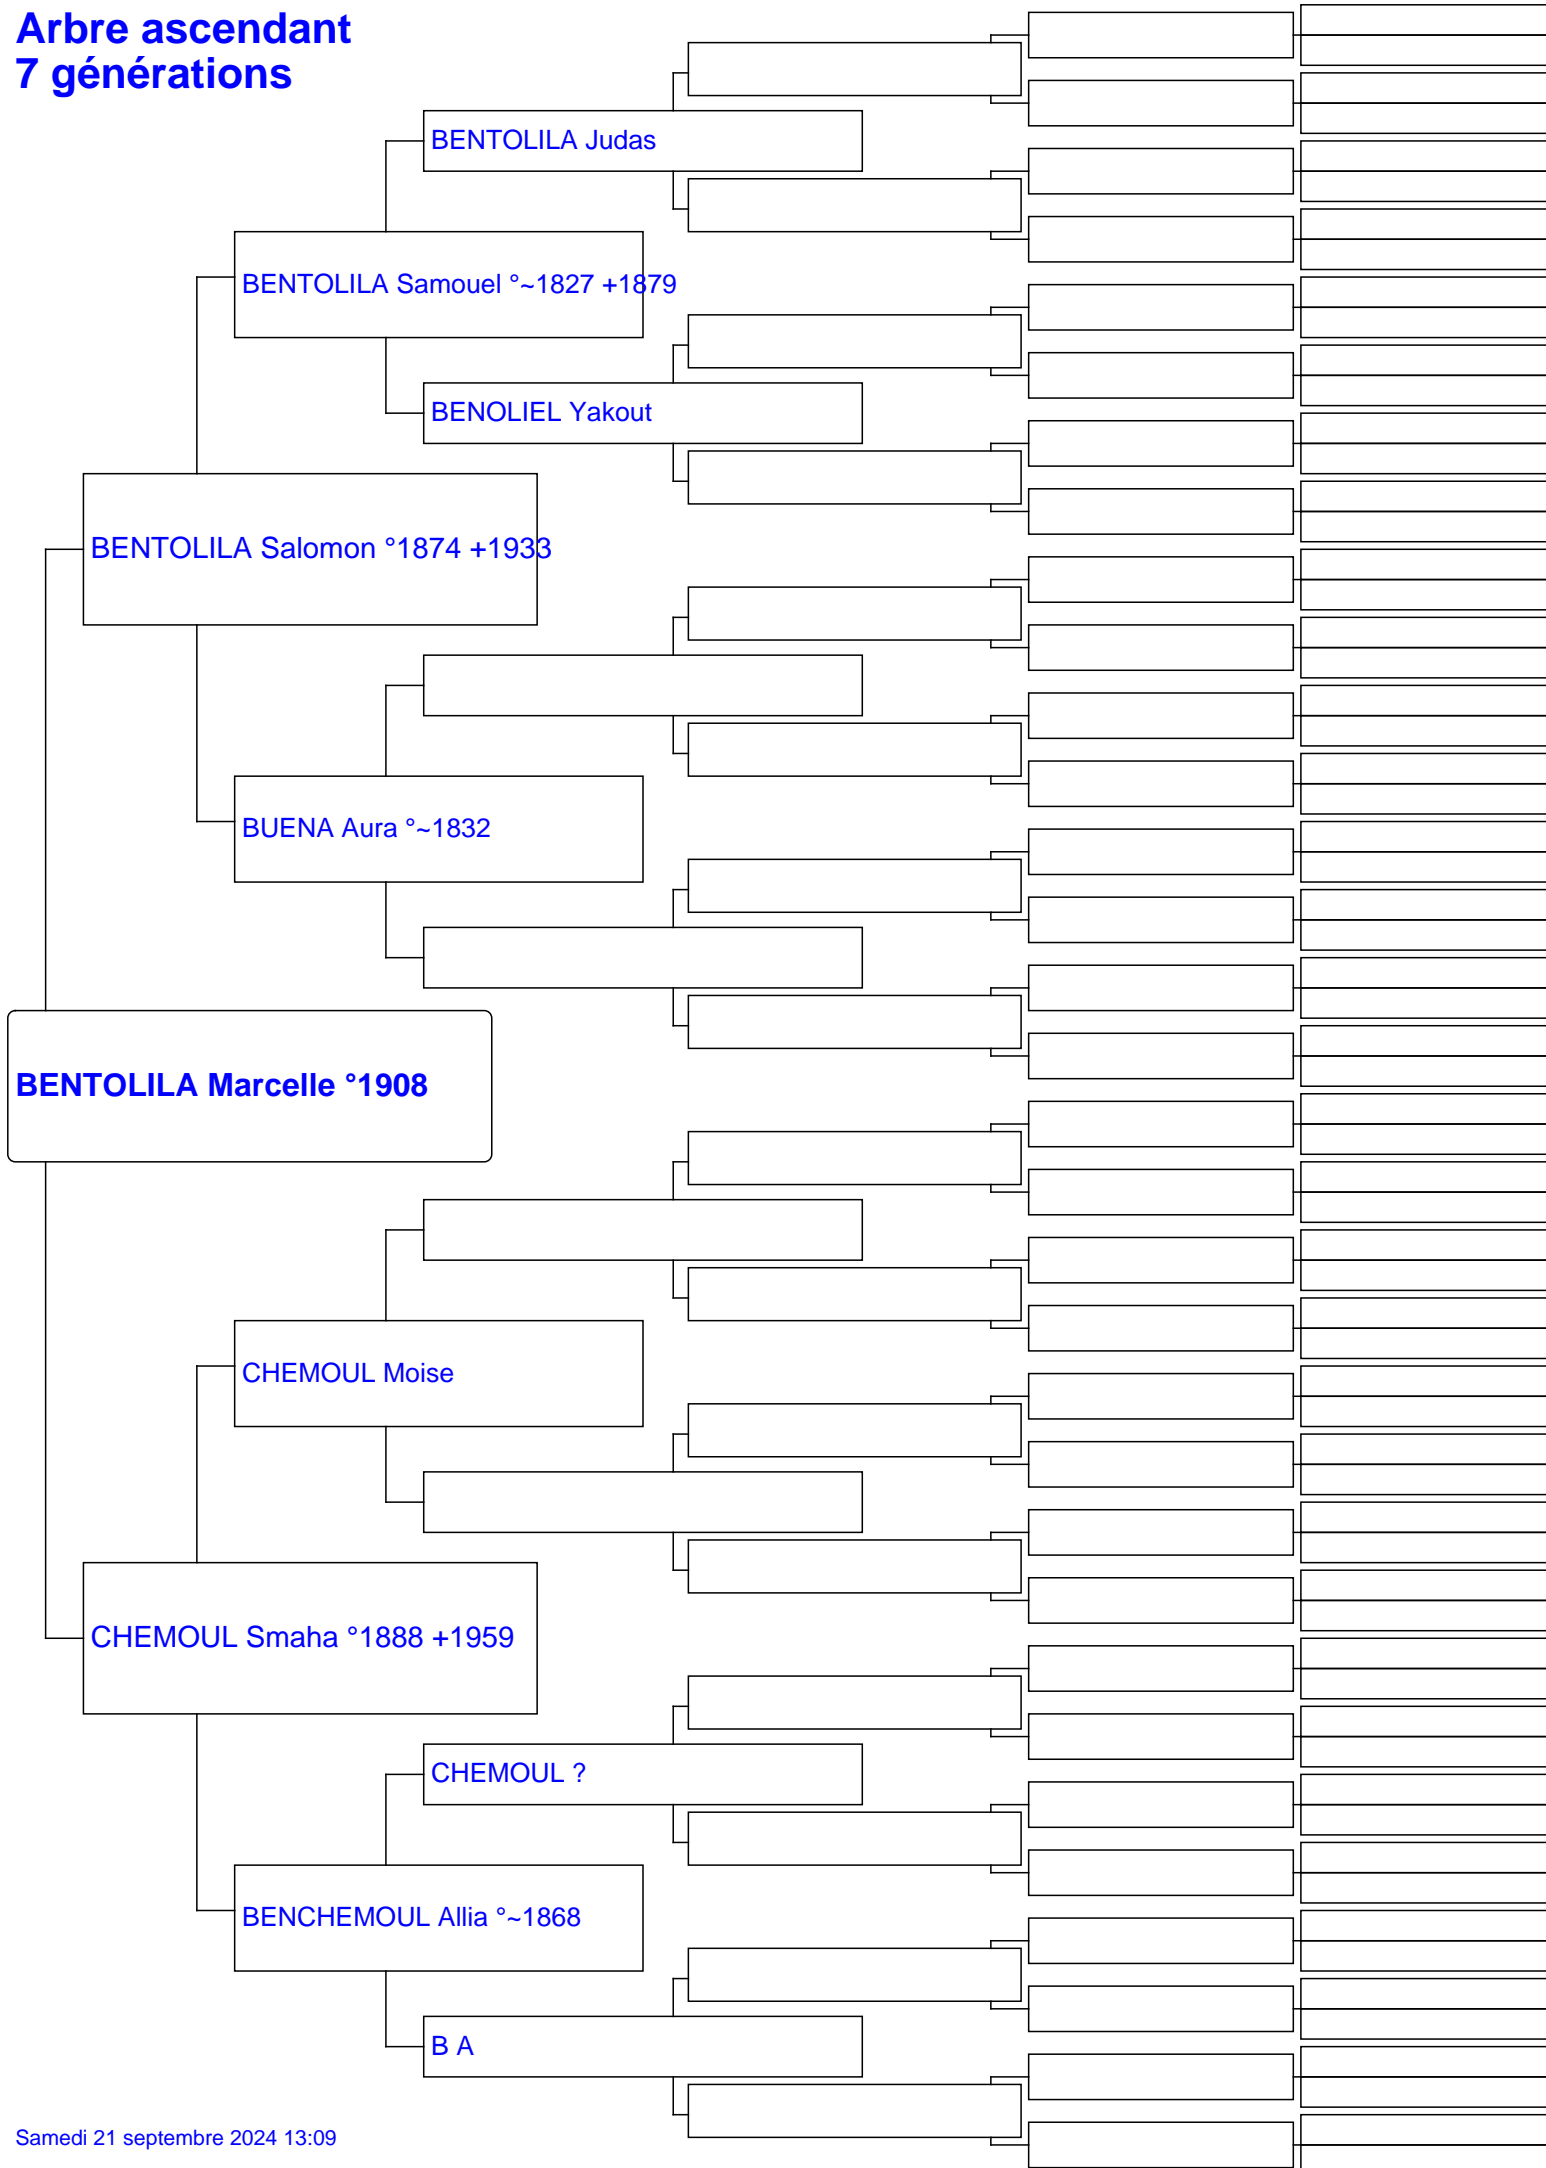 Arbre ascendant
7 générations
BENTOLILA Judas
BENTOLILA Samouel °~1827 +1879
BENOLIEL Yakout
BENTOLILA Salomon °1874 +1933
BUENA Aura °~1832
BENTOLILA Marcelle °1908
CHEMOUL Moise
CHEMOUL Smaha °1888 +1959
CHEMOUL ?
BENCHEMOUL Allia °~1868
B A
Samedi 21 septembre 2024 13:09